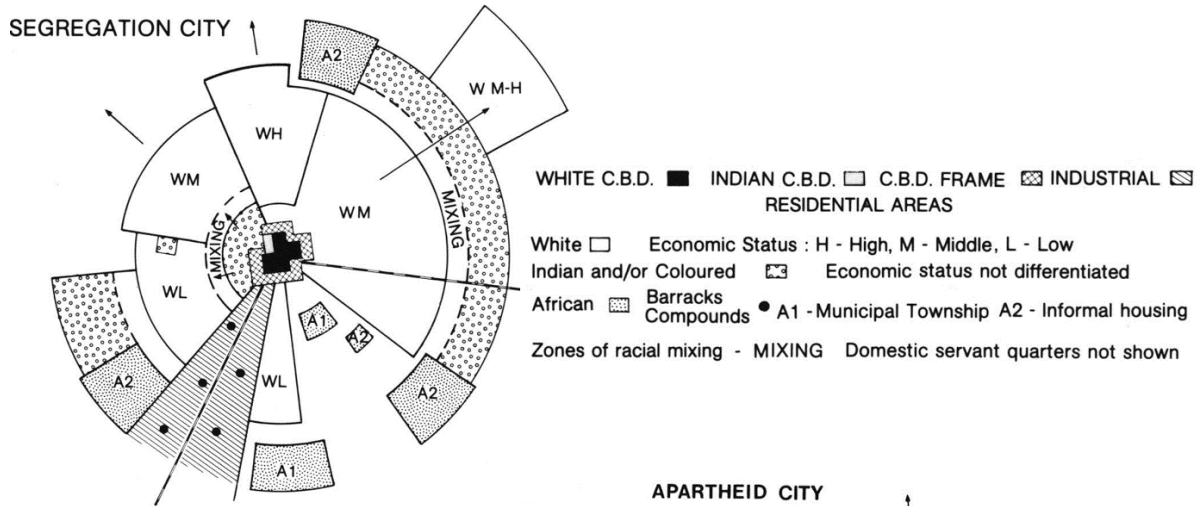 SEGREGATION CITY
A2
W M-H
WH
WM
WM
MIXING
MIXING
WL
A1
A2
WL
A2
A2
A1
WHITE C.B.D. INDIAN C.B.D. C.B.D. FRAME INDUSTRIAL
RESIDENTIAL AREAS
White Economic Status : H - High, M - Middle, L - Low
Indian and/or Coloured Economic status not differentiated
African Barracks Compounds A1 - Municipal Township A2 - Informal housing
Zones of racial mixing - MIXING Domestic servant quarters not shown
APARTHEID CITY